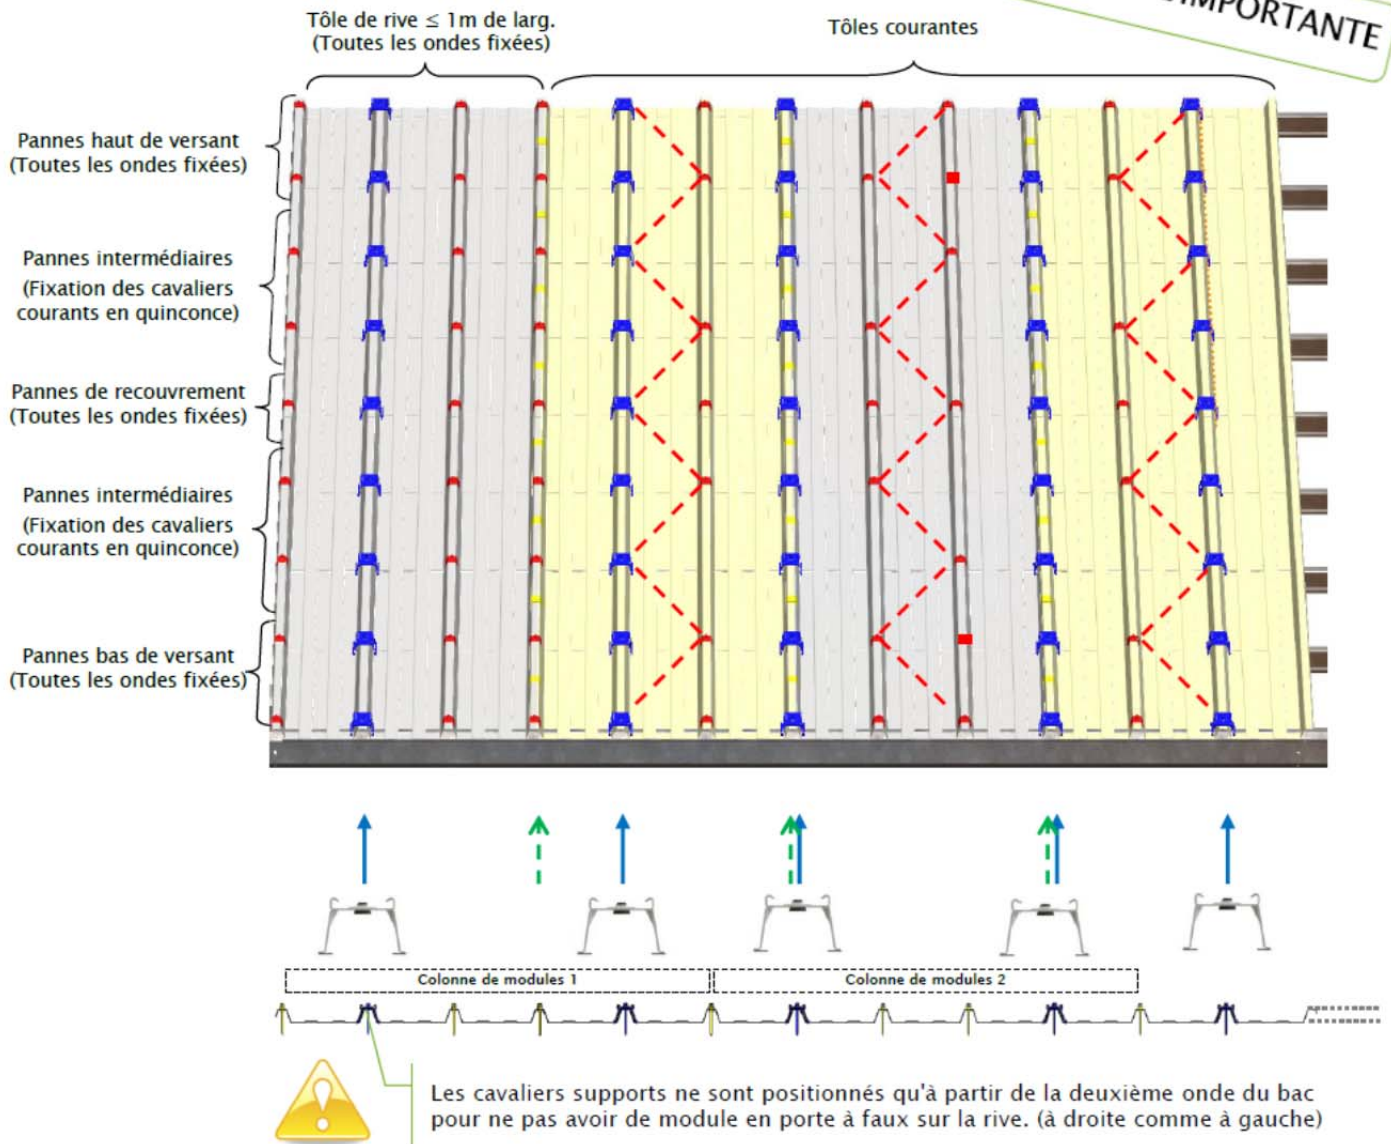 IMPORTANTE
Tôle de rive ≤ 1m de larg.
(Toutes les ondes fixées)
Tôles courantes
Pannes haut de versant
(Toutes les ondes fixées)
Pannes intermédiaires
(Fixation des cavaliers
courants en quinconce)
Pannes de recouvrement
(Toutes les ondes fixées)
Pannes intermédiaires
(Fixation des cavaliers
courants en quinconce)
Pannes bas de versant
(Toutes les ondes fixées)
Colonne de modules 1
Colonne de modules 2
Les cavaliers supports ne sont positionnés qu'à partir de la deuxième onde du bac
pour ne pas avoir de module en porte à faux sur la rive. (à droite comme à gauche)